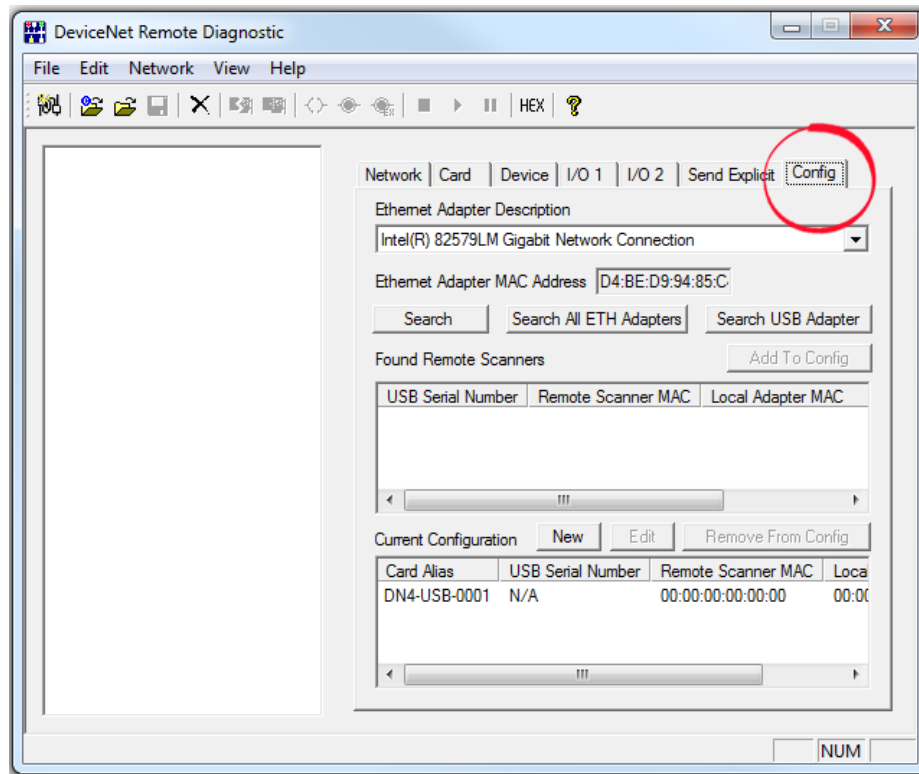 DeviceNet Remote Diagnostic
File Edit Network View Help
HEX
Network Card Device I/O 1 I/O 2 Send Explicit Config
Ethernet Adapter Description
Intel(R) 82579LM Gigabit Network Connection
Ethernet Adapter MAC Address D4:BE:D9:94:85:C
Search Search All ETH Adapters Search USB Adapter
Found Remote Scanners Add To Config
USB Serial Number Remote Scanner MAC Local Adapter MAC
Current Configuration New Edit Remove From Config
Card Alias USB Serial Number Remote Scanner MAC Local
DN4-USB-0001 N/A 00:00:00:00:00:00 00:00
NUM